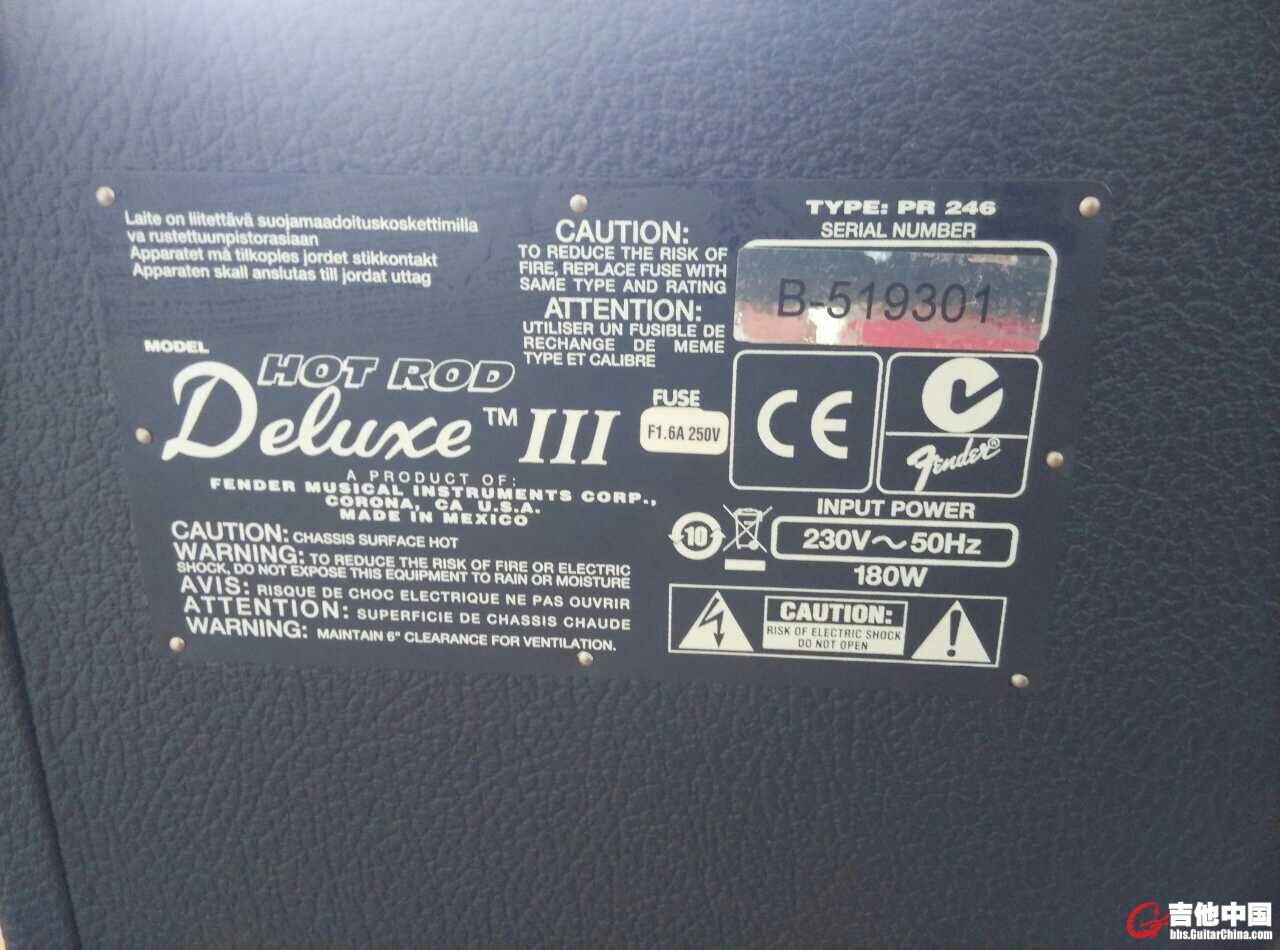 Laite on liitettävä suojamaadoituskoskettimilla
va rustettuunpistorasiaan
Apparatet må tilkoples jordet stikkontakt
Apparaten skall anslutas till jordat uttag
CAUTION:
TO REDUCE THE RISK OF
FIRE, REPLACE FUSE WITH
SAME TYPE AND RATING
ATTENTION:
UTILISER UN FUSIBLE DE
RECHANGE DE MEME
TYPE ET CALIBRE
TYPE: PR 246
SERIAL NUMBER
B-519301
MODEL
HOT ROD
Deluxe™ III
FUSE
F1.6A 250V
CE
Fender®
A PRODUCT OF:
FENDER MUSICAL INSTRUMENTS CORP.,
CORONA, CA U.S.A.
MADE IN MEXICO
INPUT POWER
10
230V~50Hz
180W
CAUTION: CHASSIS SURFACE HOT
WARNING: TO REDUCE THE RISK OF FIRE OR ELECTRIC
SHOCK, DO NOT EXPOSE THIS EQUIPMENT TO RAIN OR MOISTURE
AVIS: RISQUE DE CHOC ELECTRIQUE NE PAS OUVRIR
ATTENTION: SUPERFICIE DE CHASSIS CHAUDE
WARNING: MAINTAIN 6" CLEARANCE FOR VENTILATION.
CAUTION:
RISK OF ELECTRIC SHOCK
DO NOT OPEN
吉他中国
bbs.GuitarChina.com